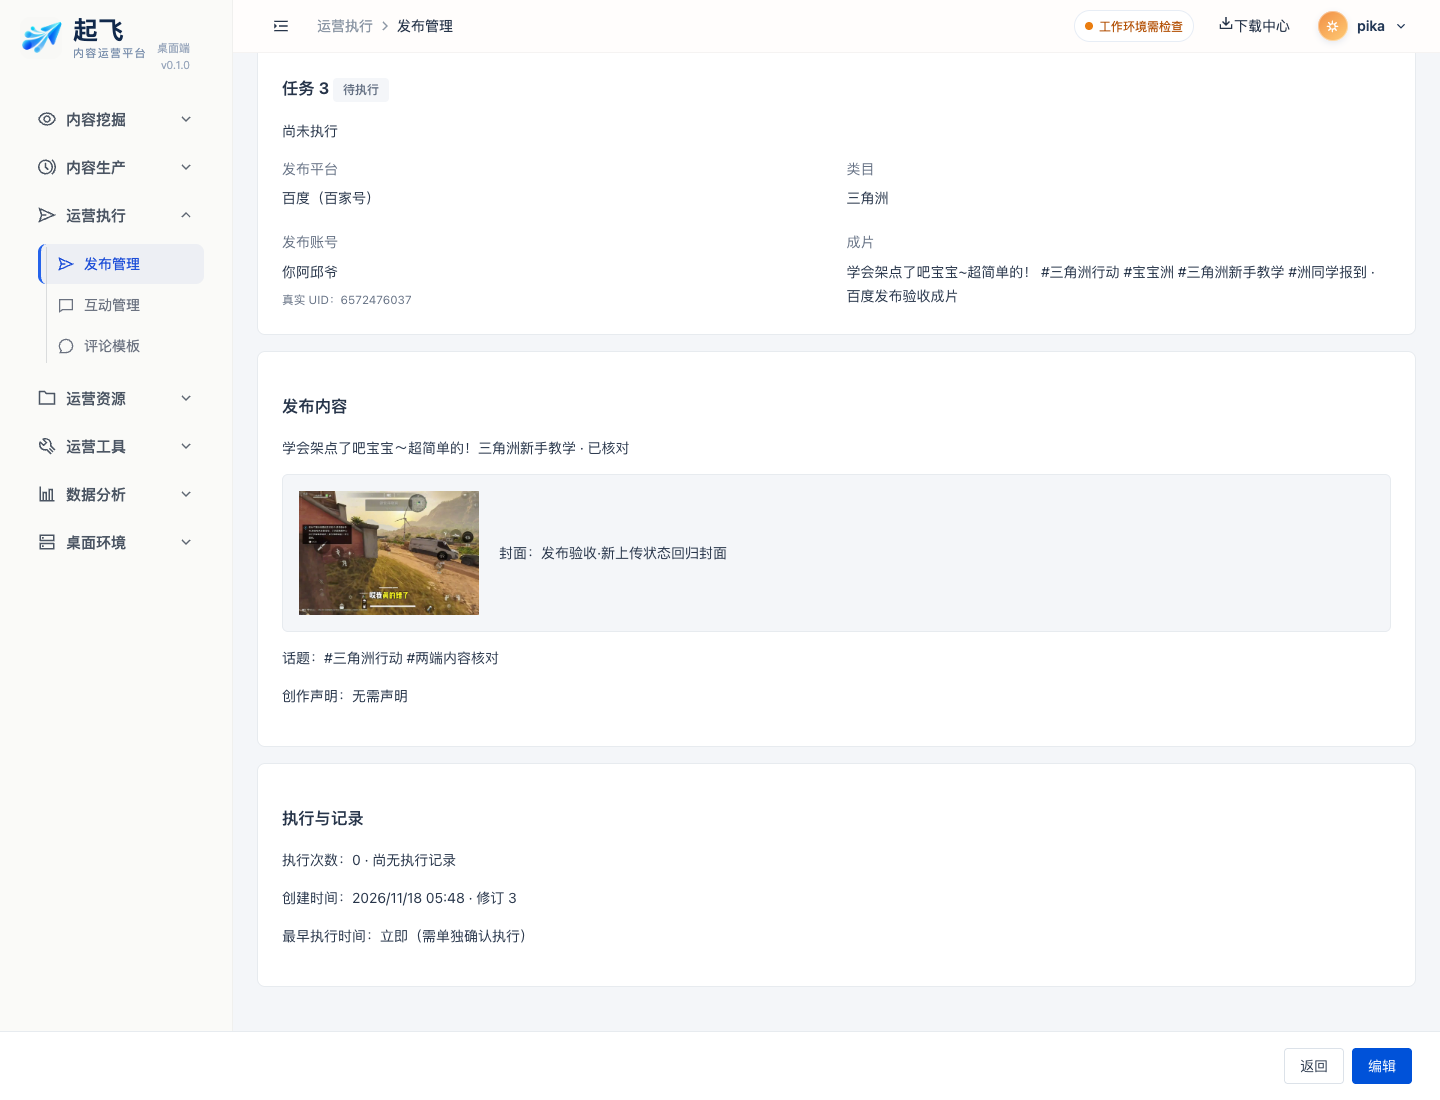 起飞
内容运营平台
桌面端
v0.1.0
内容挖掘
内容生产
运营执行
发布管理
互动管理
评论模板
运营资源
运营工具
数据分析
桌面环境
运营执行 > 发布管理
工作环境需检查
下载中心
pika
任务 3 待执行
尚未执行
发布平台
百度（百家号）
类目
三角洲
发布账号
你阿邱爷
真实 UID：6572476037
成片
学会架点了吧宝宝~超简单的！ #三角洲行动 #宝宝洲 #三角洲新手教学 #洲同学报到 ·
百度发布验收成片
发布内容
学会架点了吧宝宝～超简单的！三角洲新手教学 · 已核对
封面：发布验收·新上传状态回归封面
话题：#三角洲行动 #两端内容核对
创作声明：无需声明
执行与记录
执行次数：0 · 尚无执行记录
创建时间：2026/11/18 05:48 · 修订 3
最早执行时间：立即（需单独确认执行）
返回
编辑